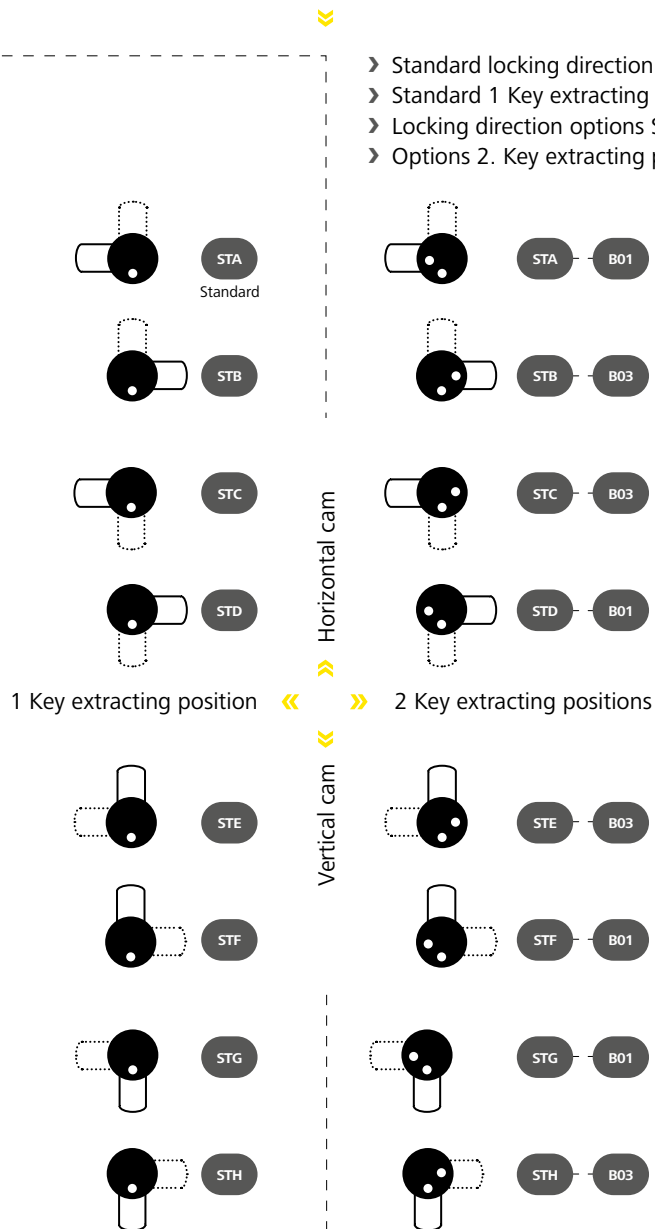 › Standard locking direction
› Standard 1 Key extracting
› Locking direction options
› Options 2. Key extracting
STA STA B01
Standard
STB STB B03
STC STC B03
Horizontal cam
STD STD B01
1 Key extracting position « » 2 Key extracting positions
Vertical cam
STE STE B03
STF STF B01
STG STG B01
STH STH B03